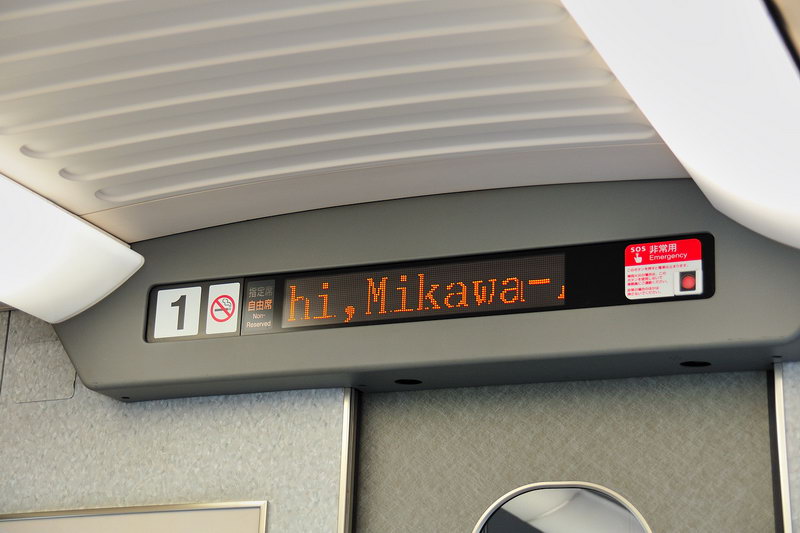 1
指定席
自由席
Non-
Reserved
hi,Mikawa-
SOS 非常用
Emergency